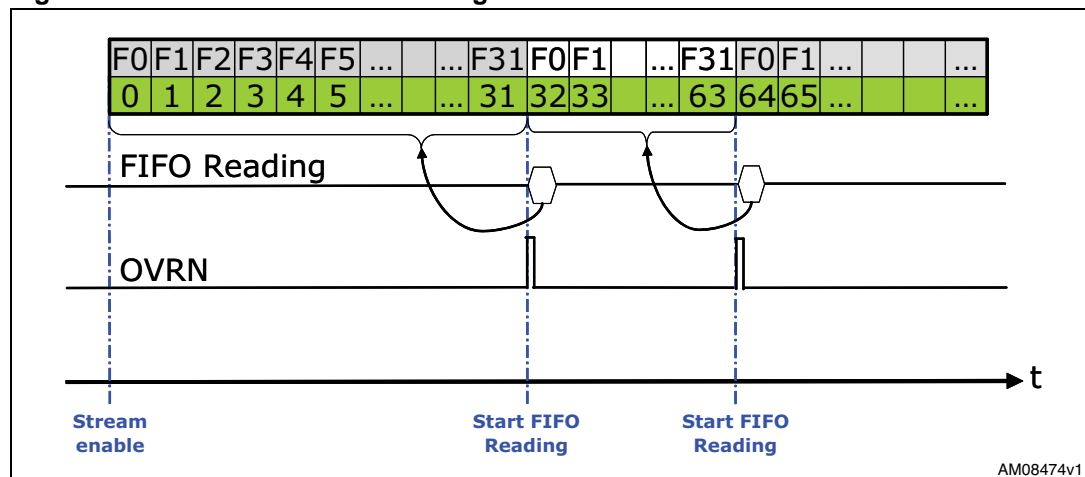 F0 F1 F2 F3 F4 F5 ... ... F31 F0 F1 ... F31 F0 F1 ... ...
0 1 2 3 4 5 ... ... 31 32 33 ... 63 64 65 ... ...
FIFO Reading
OVRN
t
Stream
enable
Start FIFO
Reading
Start FIFO
Reading
AM08474v1